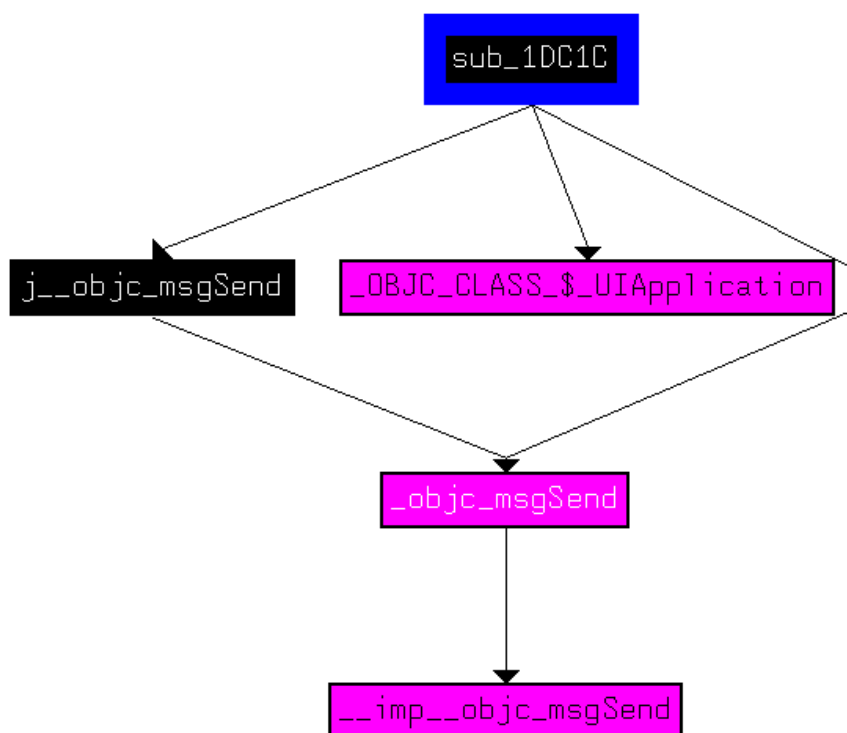 sub_1DC1C
j__objc_msgSend
_OBJC_CLASS_$_UIApplication
_objc_msgSend
__imp__objc_msgSend